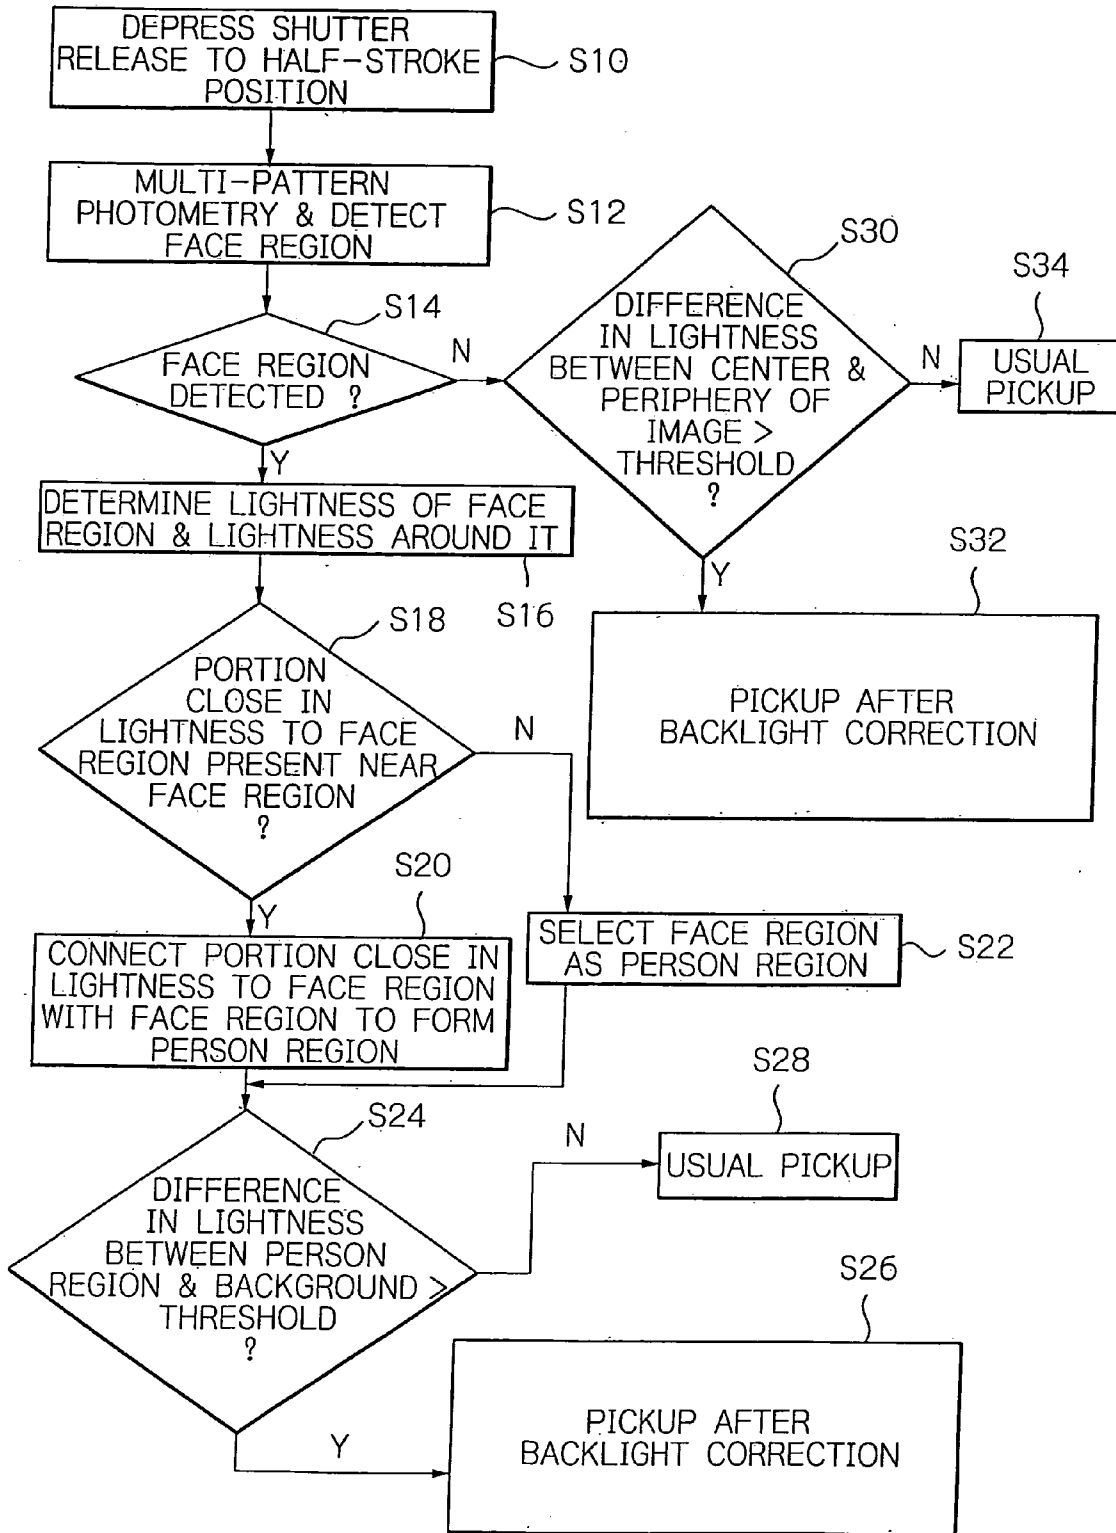 DEPRESS SHUTTER
RELEASE TO HALF-STROKE
POSITION
S10
MULTI-PATTERN
PHOTOMETRY & DETECT
FACE REGION
S12
S14
FACE REGION
DETECTED ?
N
Y
S30
DIFFERENCE
IN LIGHTNESS
BETWEEN CENTER &
PERIPHERY OF
IMAGE >
THRESHOLD
?
N
S34
USUAL
PICKUP
Y
S32
PICKUP AFTER
BACKLIGHT CORRECTION
DETERMINE LIGHTNESS OF FACE
REGION & LIGHTNESS AROUND IT
S16
S18
PORTION
CLOSE IN
LIGHTNESS TO FACE
REGION PRESENT NEAR
FACE REGION
?
N
Y
S20
CONNECT PORTION CLOSE IN
LIGHTNESS TO FACE REGION
WITH FACE REGION TO FORM
PERSON REGION
SELECT FACE REGION
AS PERSON REGION
S22
S24
DIFFERENCE
IN LIGHTNESS
BETWEEN PERSON
REGION & BACKGROUND >
THRESHOLD
?
N
S28
USUAL PICKUP
Y
S26
PICKUP AFTER
BACKLIGHT CORRECTION